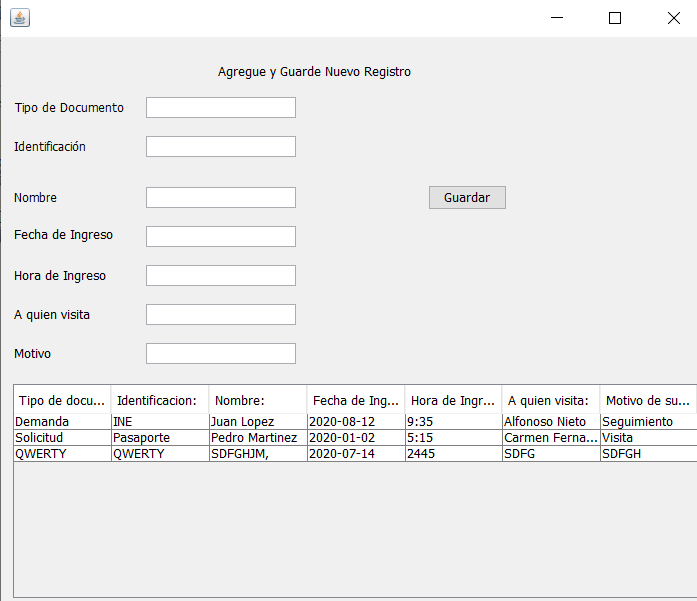 Agregue y Guarde Nuevo Registro
Tipo de Documento
Identificación
Nombre
Guardar
Fecha de Ingreso
Hora de Ingreso
A quien visita
Motivo
Tipo de docu... Identificacion: Nombre: Fecha de Ing... Hora de Ingr... A quien visita: Motivo de su...
Demanda INE Juan Lopez 2020-08-12 9:35 Alfonoso Nieto Seguimiento
Solicitud Pasaporte Pedro Martinez 2020-01-02 5:15 Carmen Ferna... Visita
QWERTY QWERTY SDFGHJM, 2020-07-14 2445 SDFG SDFGH